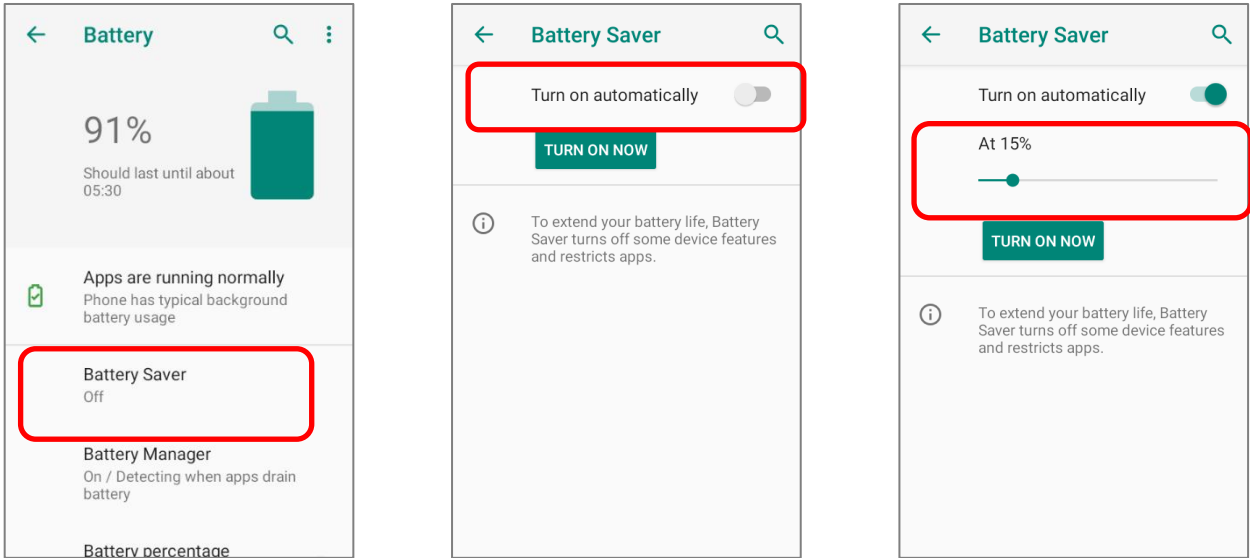 Battery
91%
Should last until about
05:30
Apps are running normally
Phone has typical background
battery usage
Battery Saver
Off
Battery Manager
On / Detecting when apps drain
battery
Battery percentage
Battery Saver
Turn on automatically
TURN ON NOW
To extend your battery life, Battery
Saver turns off some device features
and restricts apps.
Battery Saver
Turn on automatically
At 15%
TURN ON NOW
To extend your battery life, Battery
Saver turns off some device features
and restricts apps.